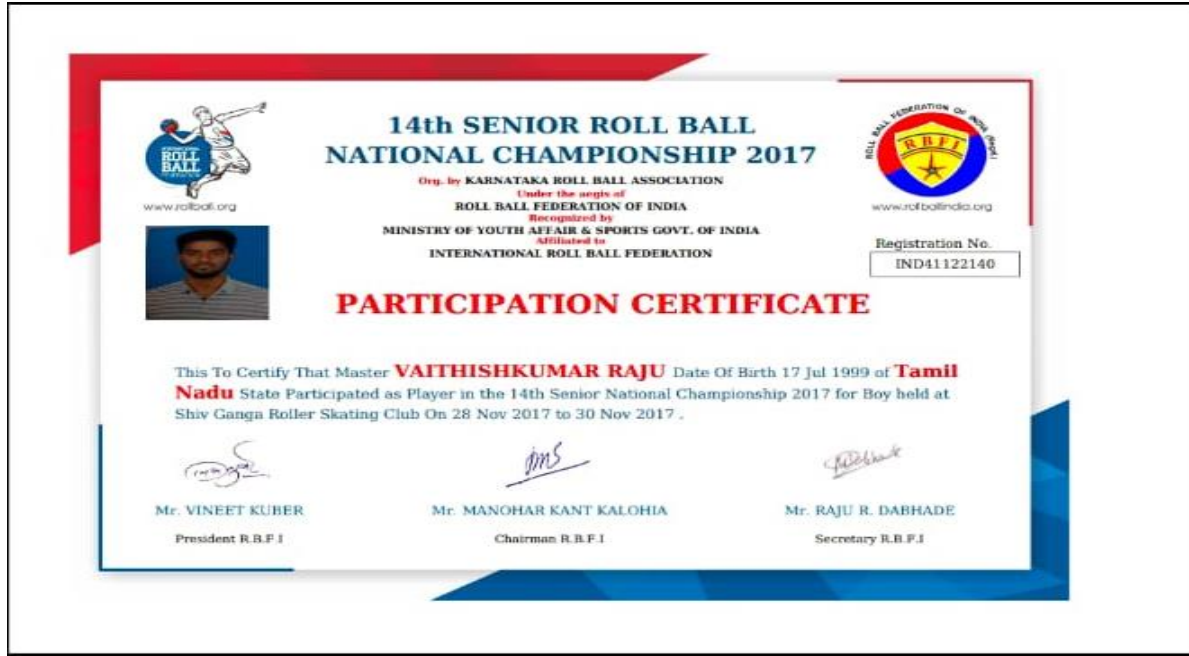 14th SENIOR ROLL BALL
NATIONAL CHAMPIONSHIP 2017
Org. by KARNATAKA ROLL BALL ASSOCIATION
Under the aegis of
ROLL BALL FEDERATION OF INDIA
Recognized by
MINISTRY OF YOUTH AFFAIR & SPORTS GOVT. OF INDIA
Affiliated to
INTERNATIONAL ROLL BALL FEDERATION
ROLL
BALL
www.rollball.org
ROLL BALL FEDERATION OF INDIA (Regd)
RBFI
www.rollballindia.org
Registration No.
IND41122140
PARTICIPATION CERTIFICATE
This To Certify That Master VAITHISHKUMAR RAJU Date Of Birth 17 Jul 1999 of Tamil
Nadu State Participated as Player in the 14th Senior National Championship 2017 for Boy held at
Shiv Ganga Roller Skating Club On 28 Nov 2017 to 30 Nov 2017 .
Mr. VINEET KUBER
Mr. MANOHAR KANT KALOHIA
Mr. RAJU R. DABHADE
President R.B.F.I
Chairman R.B.F.I
Secretary R.B.F.I